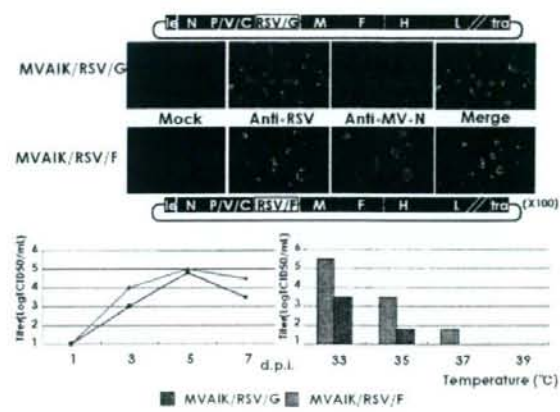 le N P/V/C RSV/G M F H L tra
MVAIK/RSV/G
Mock Anti-RSV Anti-MV-N Merge
MVAIK/RSV/F
le N P/V/C RSV/F M F H L tra (X100)
Titer(LogTCID50/mL)
6
5
4
3
2
1
1 3 5 7 d.p.i.
Titer(LogTCID50/mL)
6
5
4
3
2
1
33 35 37 39
Temperature (℃)
MVAIK/RSV/G MVAIK/RSV/F